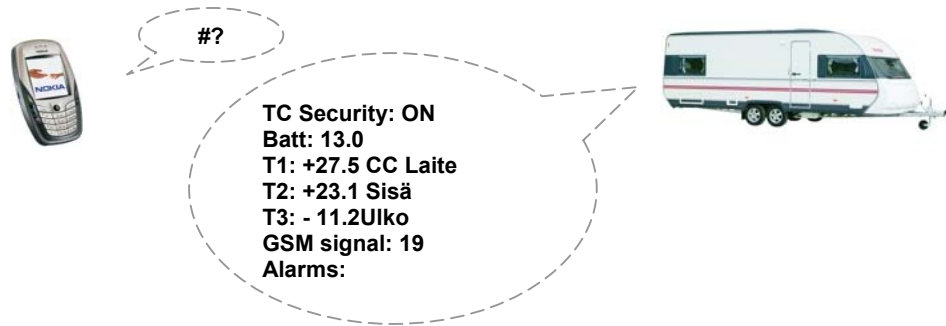 #?
NOKIA
TC Security: ON
Batt: 13.0
T1: +27.5 CC Laite
T2: +23.1 Sisä
T3: - 11.2Ulko
GSM signal: 19
Alarms: